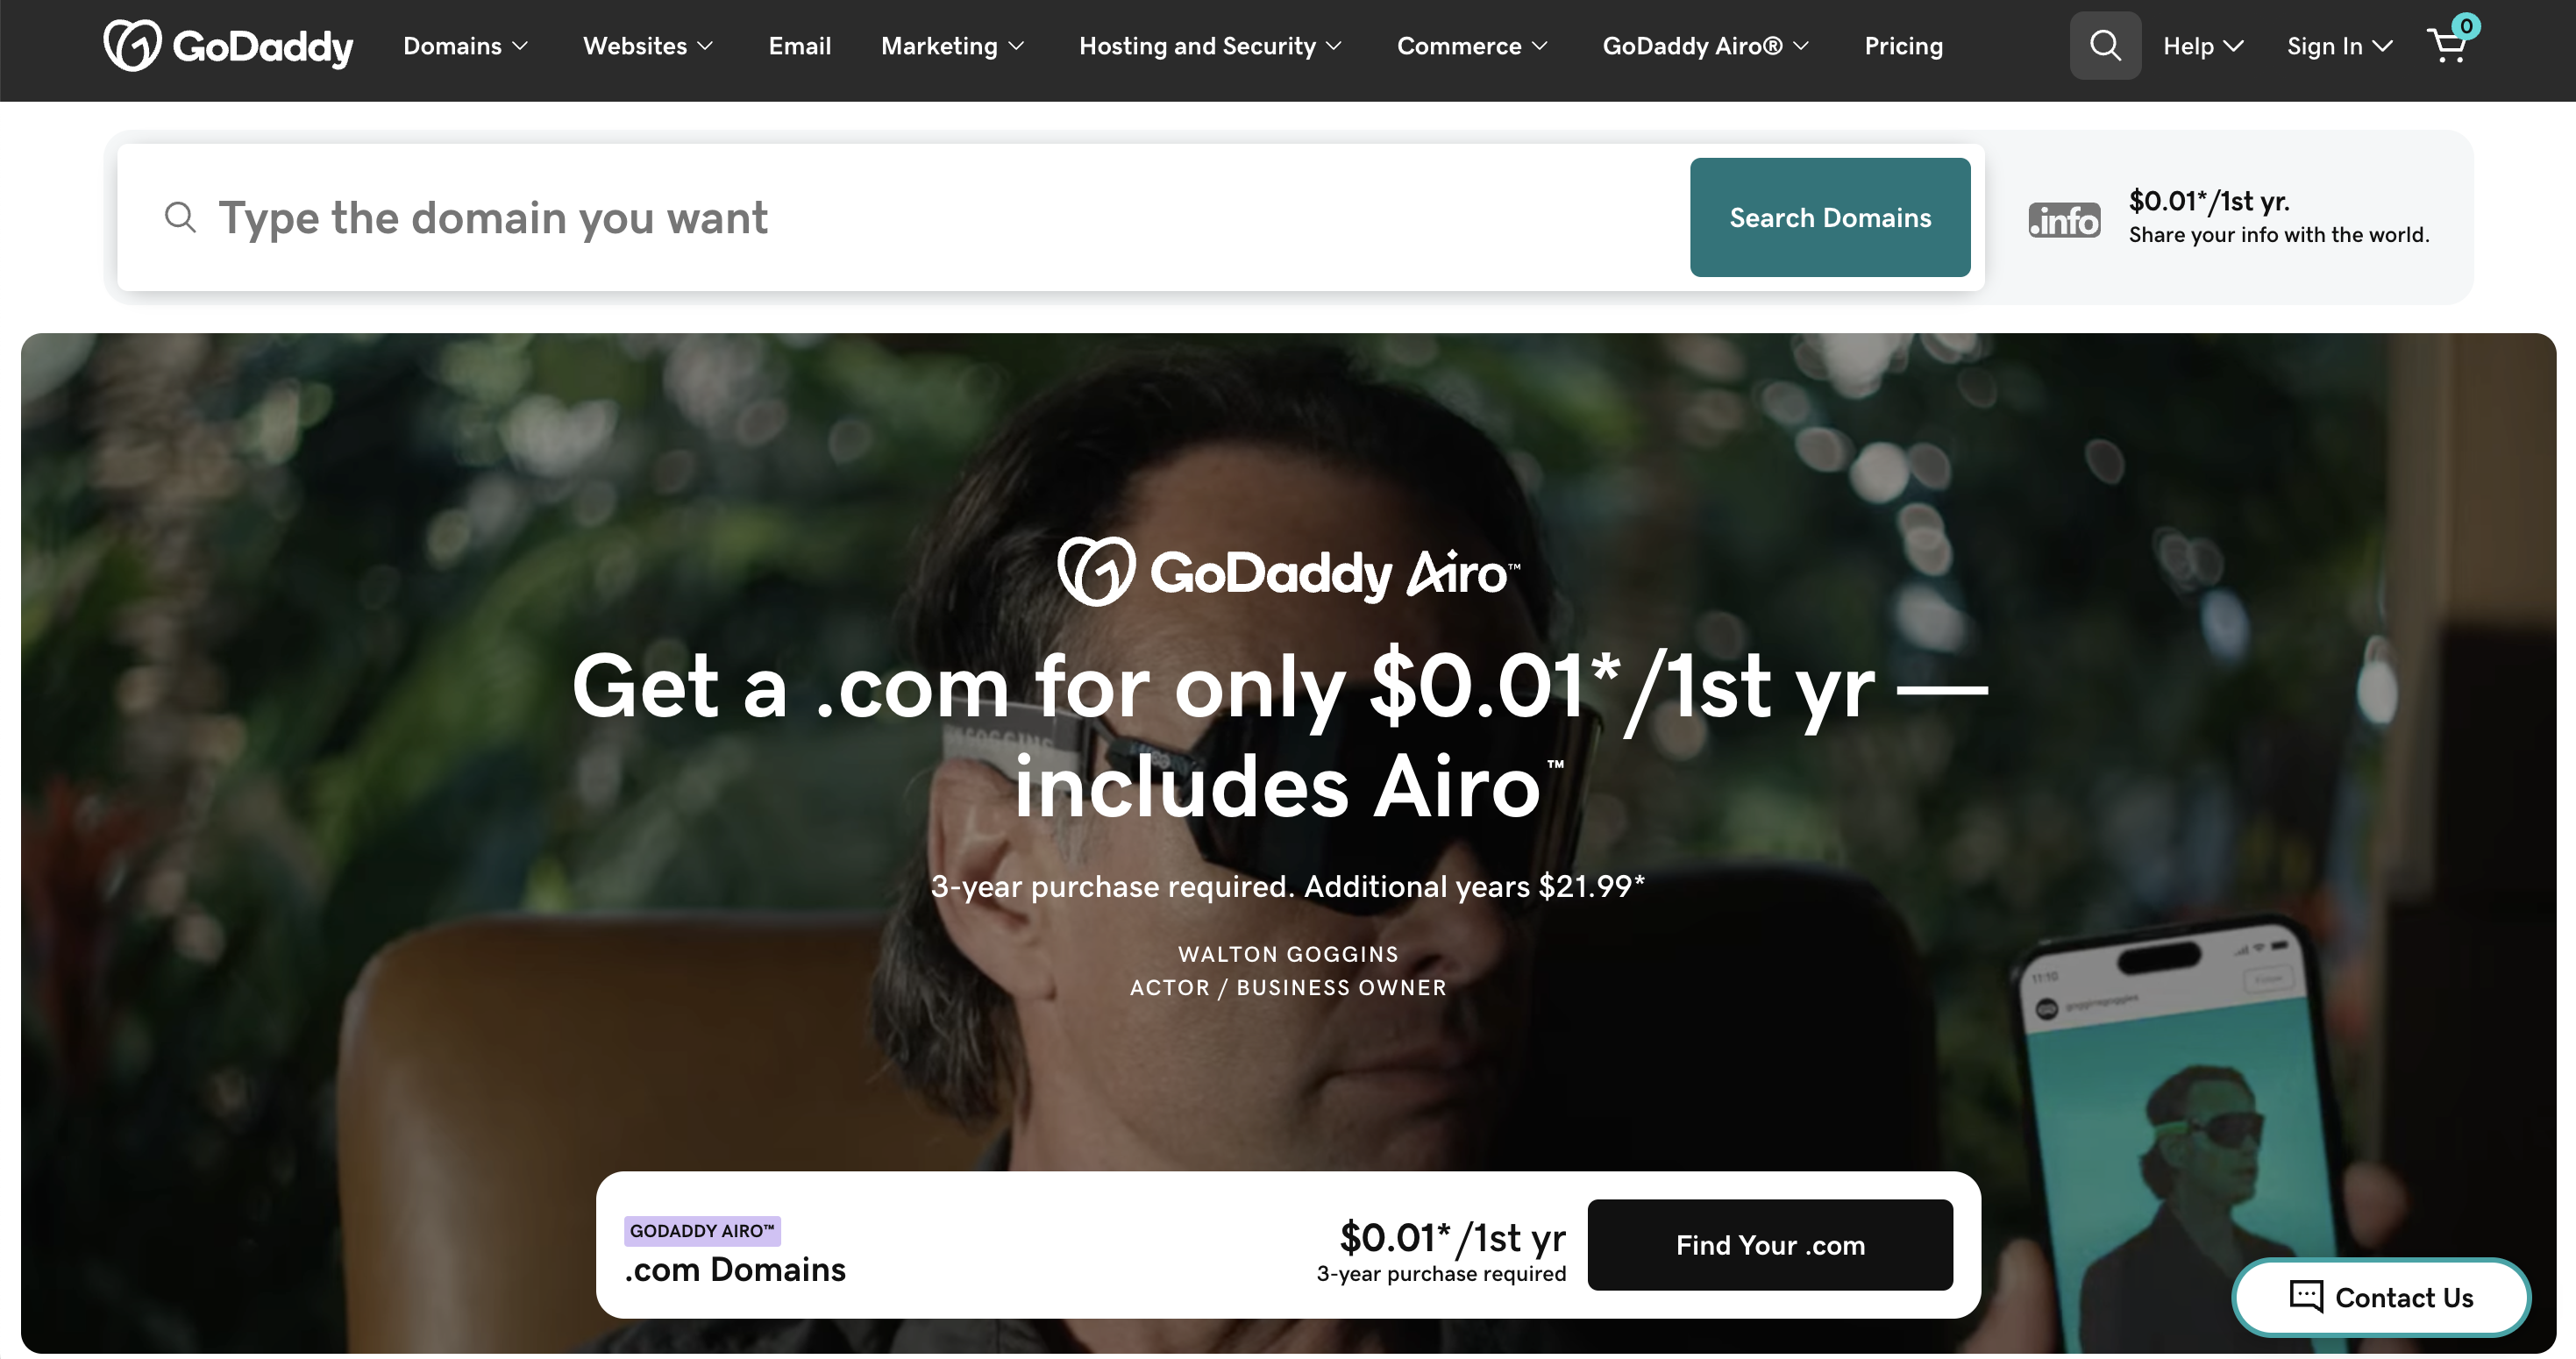 GoDaddy
Domains
Websites
Email
Marketing
Hosting and Security
Commerce
GoDaddy Airo®
Pricing
Help
Sign In
0
Type the domain you want
Search Domains
.info
$0.01*/1st yr.
Share your info with the world.
GoDaddy Airo™
Get a .com for only $0.01*/1st yr —
includes Airo™
3-year purchase required. Additional years $21.99*
WALTON GOGGINS
ACTOR / BUSINESS OWNER
11:10
Follow
GODADDY AIRO™
.com Domains
$0.01* /1st yr
3-year purchase required
Find Your .com
Contact Us